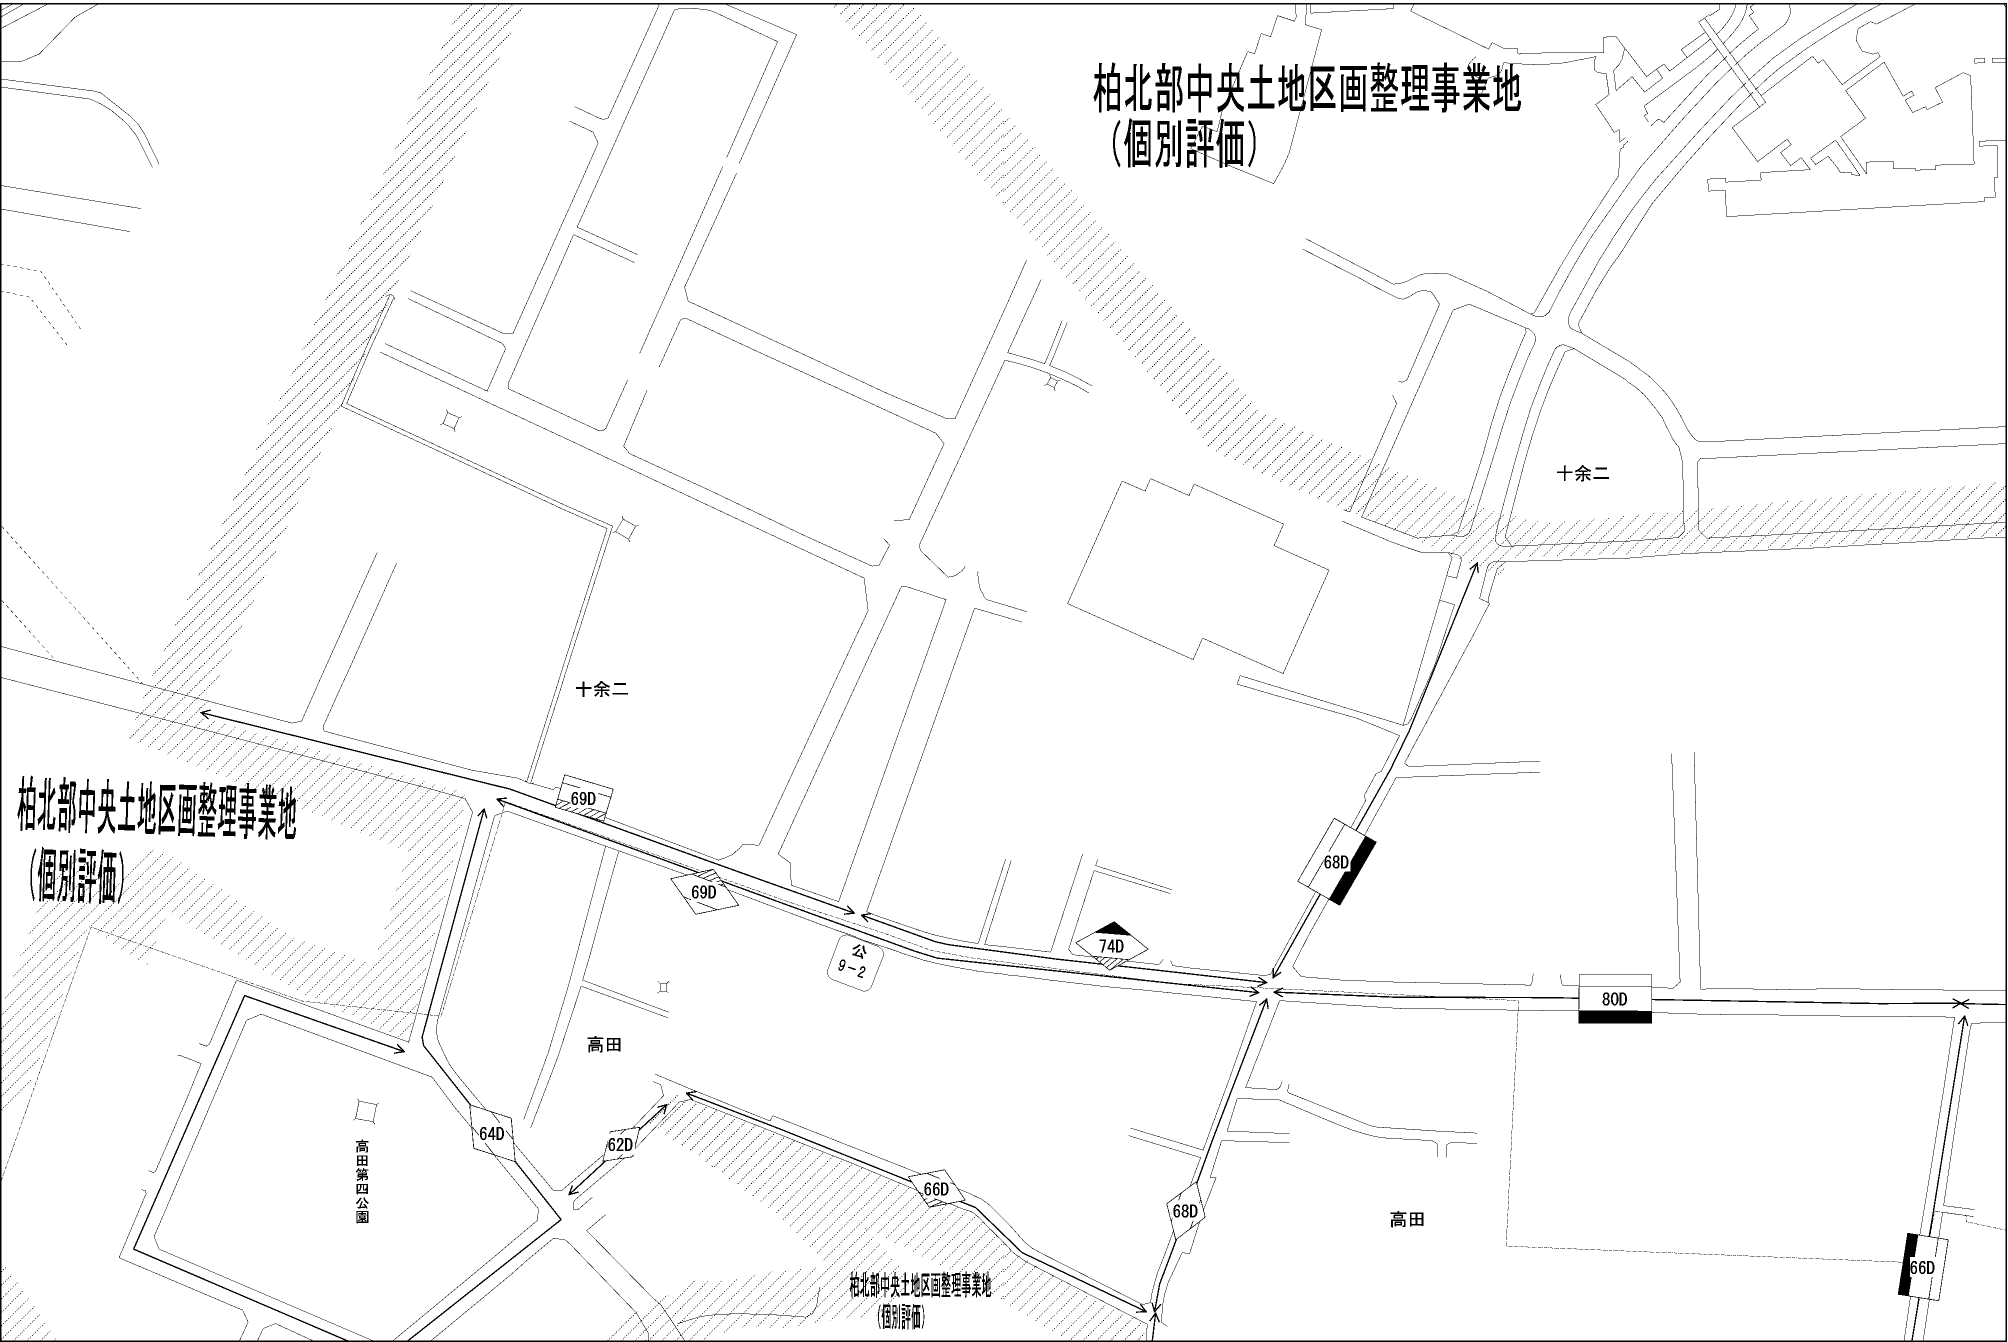 柏北部中央土地区画整理事業地
（個別評価）
十余二
十余二
柏北部中央土地区画整理事業地
（個別評価）
69D
68D
69D
74D
公
9－2
80D
高田
64D
62D
高田第四公園
66D
68D
高田
66D
柏北部中央土地区画整理事業地
（個別評価）